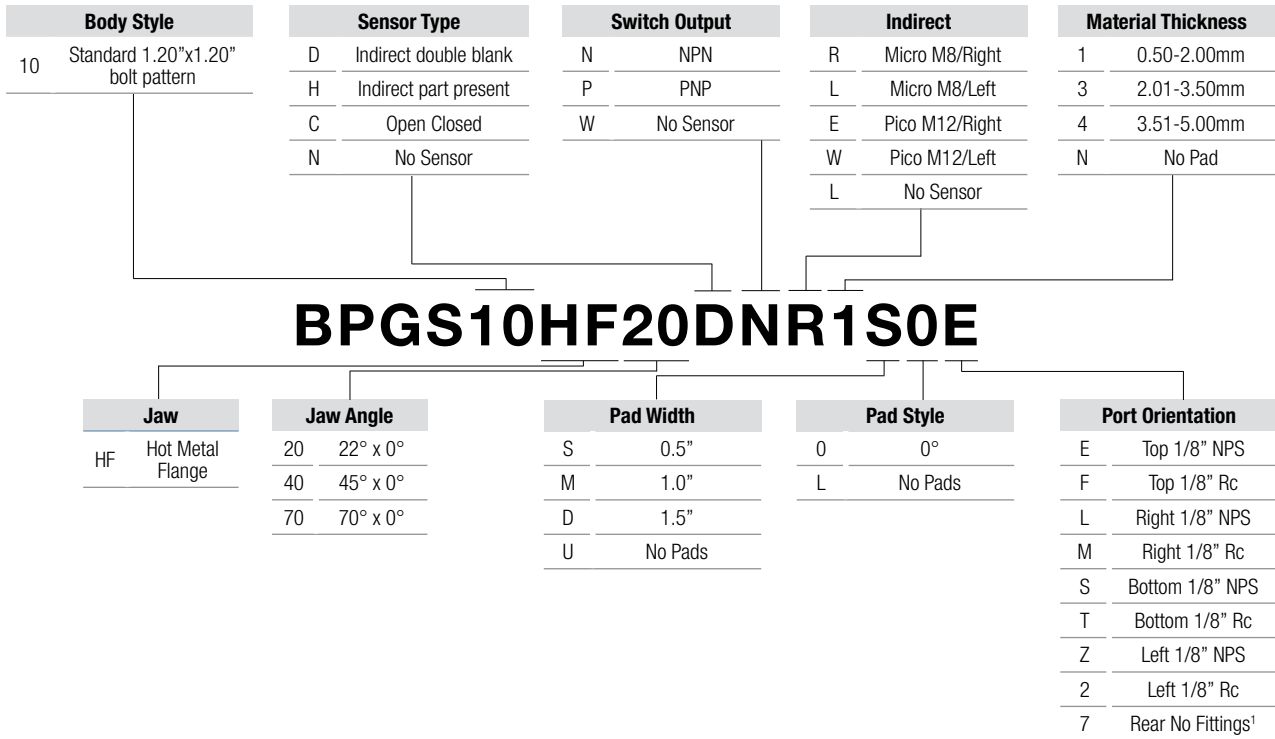 Body Style
10 Standard 1.20”x1.20”
bolt pattern
Sensor Type
D Indirect double blank
H Indirect part present
C Open Closed
N No Sensor
Switch Output
N NPN
P PNP
W No Sensor
Indirect
R Micro M8/Right
L Micro M8/Left
E Pico M12/Right
W Pico M12/Left
L No Sensor
Material Thickness
1 0.50-2.00mm
3 2.01-3.50mm
4 3.51-5.00mm
N No Pad
BPGS10HF20DNR1S0E
Jaw
HF Hot Metal
Flange
Jaw Angle
20 22° x 0°
40 45° x 0°
70 70° x 0°
Pad Width
S 0.5”
M 1.0”
D 1.5”
U No Pads
Pad Style
0 0°
L No Pads
Port Orientation
E Top 1/8” NPS
F Top 1/8” Rc
L Right 1/8” NPS
M Right 1/8” Rc
S Bottom 1/8” NPS
T Bottom 1/8” Rc
Z Left 1/8” NPS
2 Left 1/8” Rc
7 Rear No Fittings¹